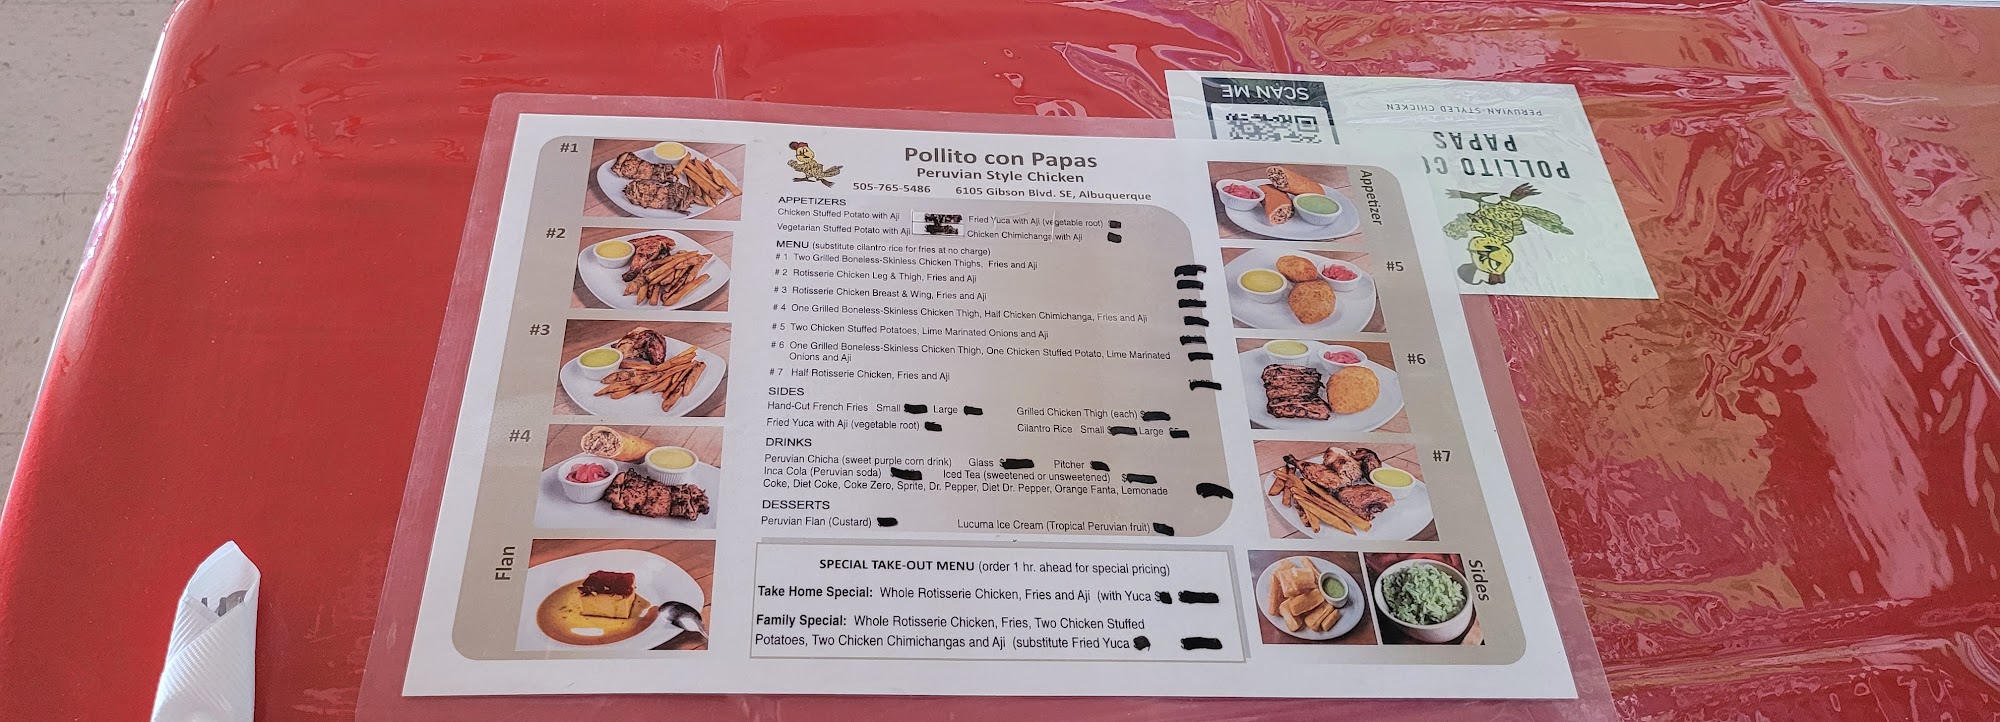 #1
#2
#3
#4
Flan
Pollito con Papas
Peruvian Style Chicken
505-765-5486 6105 Gibson Blvd. SE, Albuquerque
APPETIZERS
Chicken Stuffed Potato with Aji Fried Yuca with Aji (vegetable root)
Vegetarian Stuffed Potato with Aji Chicken Chimichanga with Aji
MENU (substitute cilantro rice for fries at no charge)
# 1 Two Grilled Boneless-Skinless Chicken Thighs, Fries and Aji
# 2 Rotisserie Chicken Leg & Thigh, Fries and Aji
# 3 Rotisserie Chicken Breast & Wing, Fries and Aji
# 4 One Grilled Boneless-Skinless Chicken Thigh, Half Chicken Chimichanga, Fries and Aji
# 5 Two Chicken Stuffed Potatoes, Lime Marinated Onions and Aji
# 6 One Grilled Boneless-Skinless Chicken Thigh, One Chicken Stuffed Potato, Lime Marinated
Onions and Aji
# 7 Half Rotisserie Chicken, Fries and Aji
SIDES
Hand-Cut French Fries Small Large Grilled Chicken Thigh (each) $
Fried Yuca with Aji (vegetable root) Cilantro Rice Small $ Large $
DRINKS
Peruvian Chicha (sweet purple corn drink) Glass $ Pitcher
Inca Cola (Peruvian soda) Iced Tea (sweetened or unsweetened) $
Coke, Diet Coke, Coke Zero, Sprite, Dr. Pepper, Diet Dr. Pepper, Orange Fanta, Lemonade
DESSERTS
Peruvian Flan (Custard) Lucuma Ice Cream (Tropical Peruvian fruit)
SPECIAL TAKE-OUT MENU (order 1 hr. ahead for special pricing)
Take Home Special: Whole Rotisserie Chicken, Fries and Aji (with Yuca $
Family Special: Whole Rotisserie Chicken, Fries, Two Chicken Stuffed
Potatoes, Two Chicken Chimichangas and Aji (substitute Fried Yuca
Appetizer
#5
#6
#7
Sides
SCAN ME
PERUVIAN-STYLED CHICKEN
POLLITO CO
PAPAS